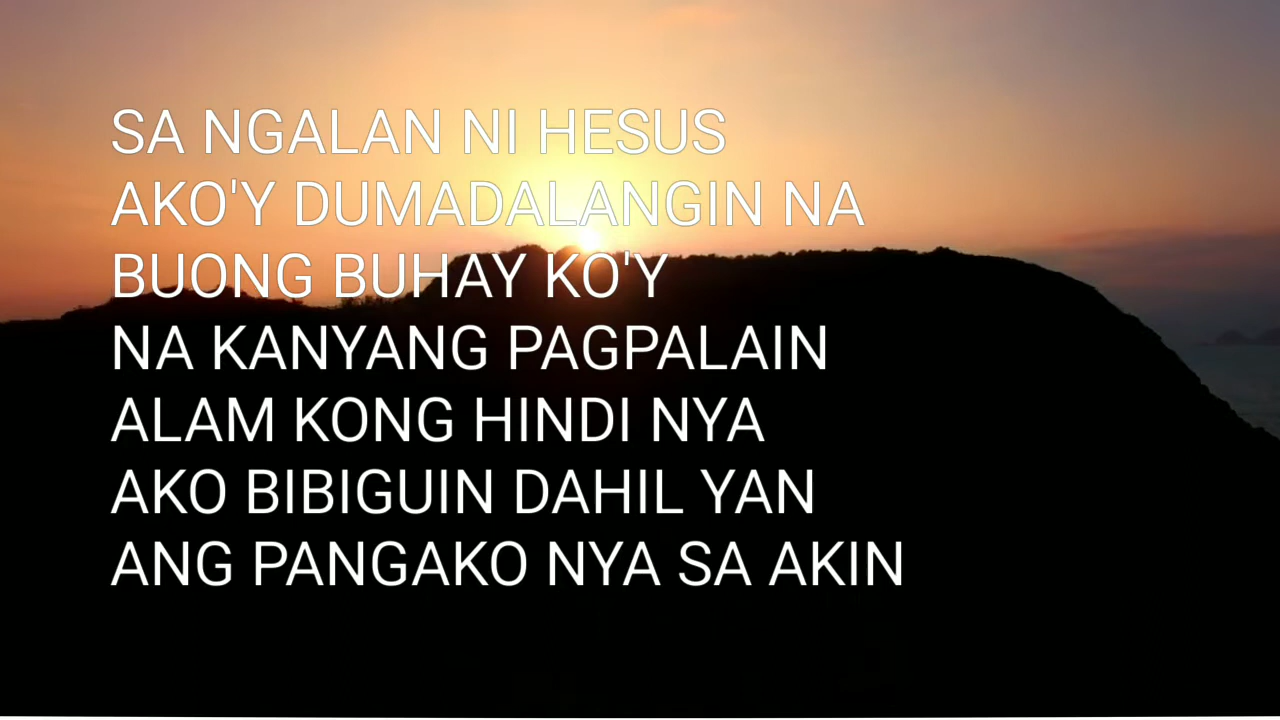 SA NGALAN NI HESUS
AKO'Y DUMADALANGIN NA
BUONG BUHAY KO'Y
NA KANYANG PAGPALAIN
ALAM KONG HINDI NYA
AKO BIBIGUIN DAHIL YAN
ANG PANGAKO NYA SA AKIN